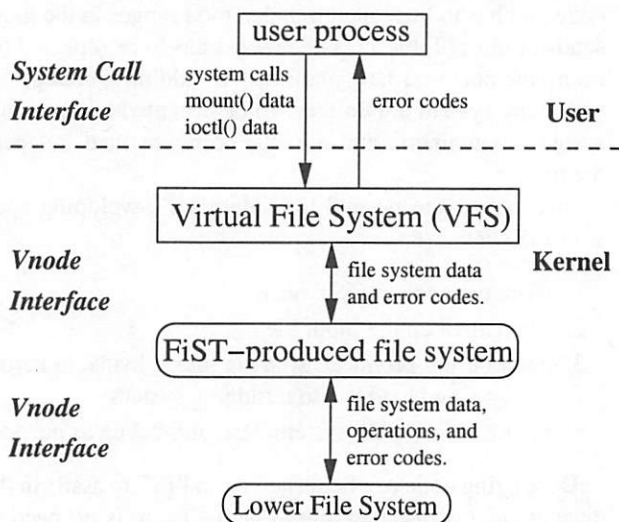 user process
System Call
Interface
system calls
mount() data
ioctl() data
error codes
User
Virtual File System (VFS)
Vnode
Interface
file system data
and error codes.
Kernel
FiST–produced file system
Vnode
Interface
file system data,
operations, and
error codes.
Lower File System